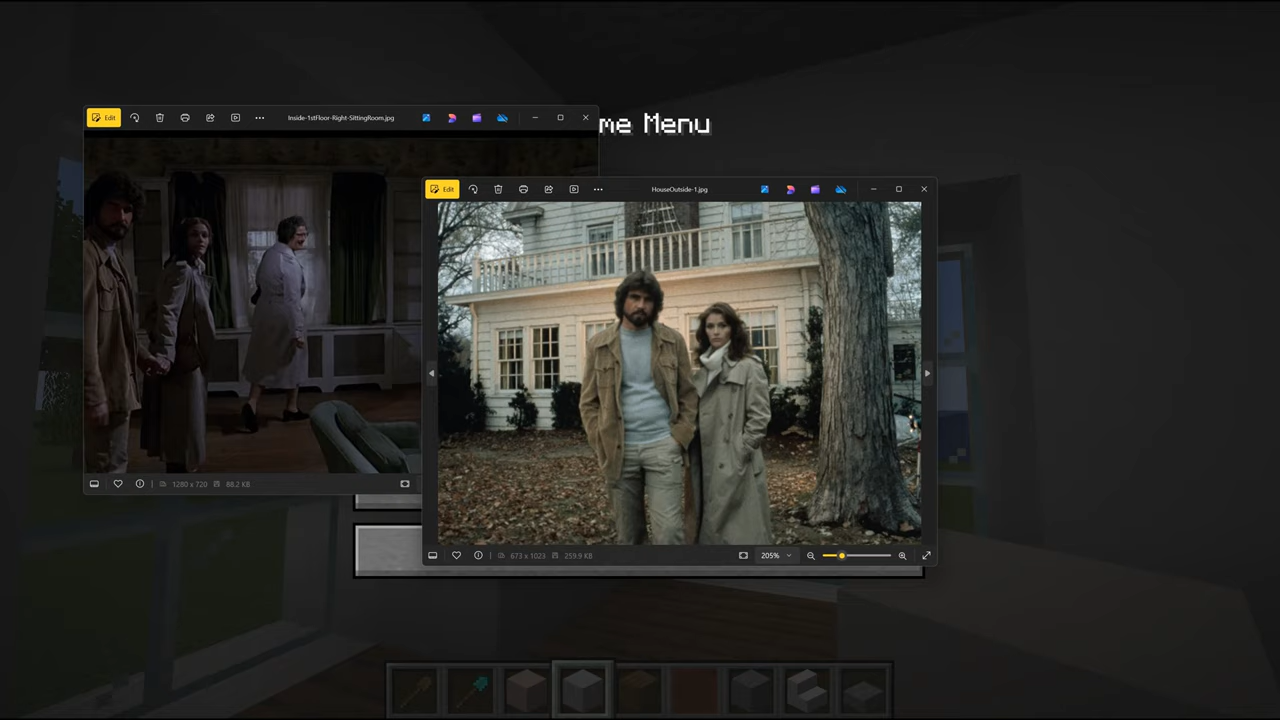 Edit
Inside-1stFloor-Right-SittingRoom.jpg
me Menu
Edit
HouseOutside-1.jpg
1280 x 720
88.2 KB
673 x 1023
259.9 KB
205%